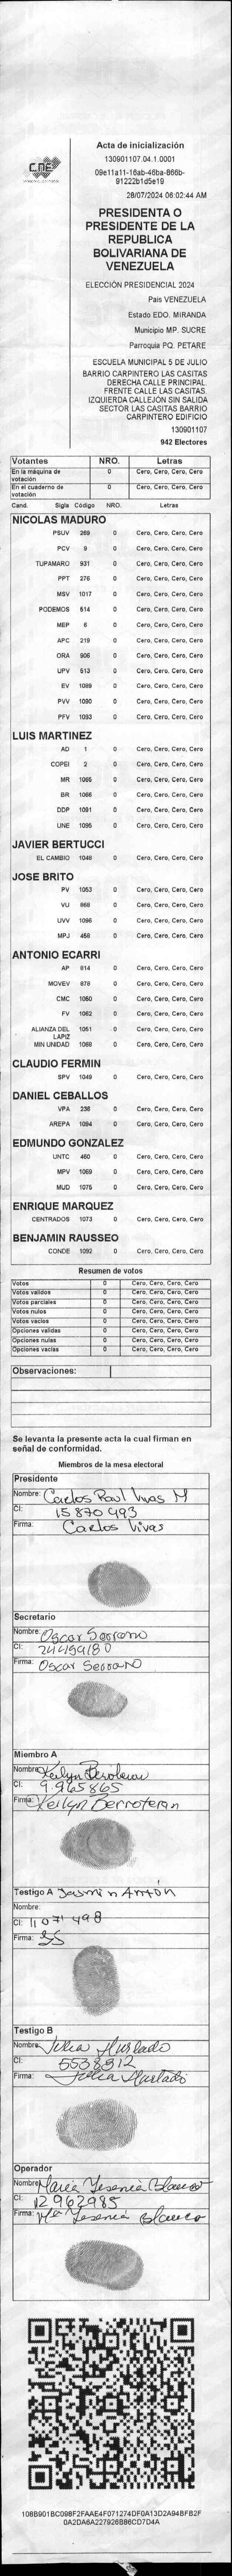 CNE
Acta de inicialización
130901107.04.1.0001
09e11a11-16ab-46ba-866b-
91222b1d5e19
28/07/2024 06:02:44 AM
PRESIDENTA O
PRESIDENTE DE LA
REPUBLICA
BOLIVARIANA DE
VENEZUELA
ELECCIÓN PRESIDENCIAL 2024
Pais VENEZUELA
Estado EDO. MIRANDA
Municipio MP. SUCRE
Parroquia PQ. PETARE
ESCUELA MUNICIPAL 5 DE JULIO
BARRIO CARPINTERO LAS CASITAS
DERECHA CALLE PRINCIPAL.
FRENTE CALLE LAS CASITAS.
IZQUIERDA CALLEJÓN SIN SALIDA
SECTOR LAS CASITAS BARRIO
CARPINTERO EDIFICIO
130901107
942 Electores
Votantes NRO. Letras
En la máquina de votación 0 Cero, Cero, Cero, Cero
En el cuaderno de votación 0 Cero, Cero, Cero, Cero
Cand. Sigla Código NRO. Letras
NICOLAS MADURO
PSUV 269 0 Cero, Cero, Cero, Cero
PCV 9 0 Cero, Cero, Cero, Cero
TUPAMARO 931 0 Cero, Cero, Cero, Cero
PPT 276 0 Cero, Cero, Cero, Cero
MSV 1017 0 Cero, Cero, Cero, Cero
PODEMOS 514 0 Cero, Cero, Cero, Cero
MEP 6 0 Cero, Cero, Cero, Cero
APC 219 0 Cero, Cero, Cero, Cero
ORA 906 0 Cero, Cero, Cero, Cero
UPV 513 0 Cero, Cero, Cero, Cero
EV 1089 0 Cero, Cero, Cero, Cero
PVV 1090 0 Cero, Cero, Cero, Cero
PFV 1093 0 Cero, Cero, Cero, Cero
LUIS MARTINEZ
AD 1 0 Cero, Cero, Cero, Cero
COPEI 2 0 Cero, Cero, Cero, Cero
MR 1065 0 Cero, Cero, Cero, Cero
BR 1066 0 Cero, Cero, Cero, Cero
DDP 1091 0 Cero, Cero, Cero, Cero
UNE 1095 0 Cero, Cero, Cero, Cero
JAVIER BERTUCCI
EL CAMBIO 1048 0 Cero, Cero, Cero, Cero
JOSE BRITO
PV 1053 0 Cero, Cero, Cero, Cero
VU 868 0 Cero, Cero, Cero, Cero
UVV 1096 0 Cero, Cero, Cero, Cero
MPJ 458 0 Cero, Cero, Cero, Cero
ANTONIO ECARRI
AP 814 0 Cero, Cero, Cero, Cero
MOVEV 878 0 Cero, Cero, Cero, Cero
CMC 1050 0 Cero, Cero, Cero, Cero
FV 1062 0 Cero, Cero, Cero, Cero
ALIANZA DEL LAPIZ 1051 0 Cero, Cero, Cero, Cero
MIN UNIDAD 1088 0 Cero, Cero, Cero, Cero
CLAUDIO FERMIN
SPV 1049 0 Cero, Cero, Cero, Cero
DANIEL CEBALLOS
VPA 238 0 Cero, Cero, Cero, Cero
AREPA 1094 0 Cero, Cero, Cero, Cero
EDMUNDO GONZALEZ
UNTC 460 0 Cero, Cero, Cero, Cero
MPV 1069 0 Cero, Cero, Cero, Cero
MUD 1075 0 Cero, Cero, Cero, Cero
ENRIQUE MARQUEZ
CENTRADOS 1073 0 Cero, Cero, Cero, Cero
BENJAMIN RAUSSEO
CONDE 1092 0 Cero, Cero, Cero, Cero
Resumen de votos
Votos 0 Cero, Cero, Cero, Cero
Votos validos 0 Cero, Cero, Cero, Cero
Votos parciales 0 Cero, Cero, Cero, Cero
Votos nulos 0 Cero, Cero, Cero, Cero
Votos vacios 0 Cero, Cero, Cero, Cero
Opciones validas 0 Cero, Cero, Cero, Cero
Opciones nulas 0 Cero, Cero, Cero, Cero
Opciones vacias 0 Cero, Cero, Cero, Cero
Observaciones:
Se levanta la presente acta la cual firman en
señal de conformidad.
Miembros de la mesa electoral
Presidente
Nombre: Carlos Raul Vivas M
CI: 15 870 493
Firma: Carlos Vivas
Secretario
Nombre: Oscar Serrano
CI: 24459180
Firma: Oscar Serrano
Miembro A
Nombre: Keilyn Berroteran
CI: 9.965865
Firma: Keilyn Berroteran
Testigo A Jasmin Antón
Nombre:
CI: 11 071 498
Firma:
Testigo B
Nombre: Julia Hurtado
CI: 5538312
Firma: Julia Hurtado
Operador
Nombre: Maria Yesenia Blanco
CI: 12962985
Firma: Mª Yesenia Blanco
108B901BC098F2FAAE4F071274DF0A13D2A94BFB2F
0A2DA6A227926B86CD7D4A